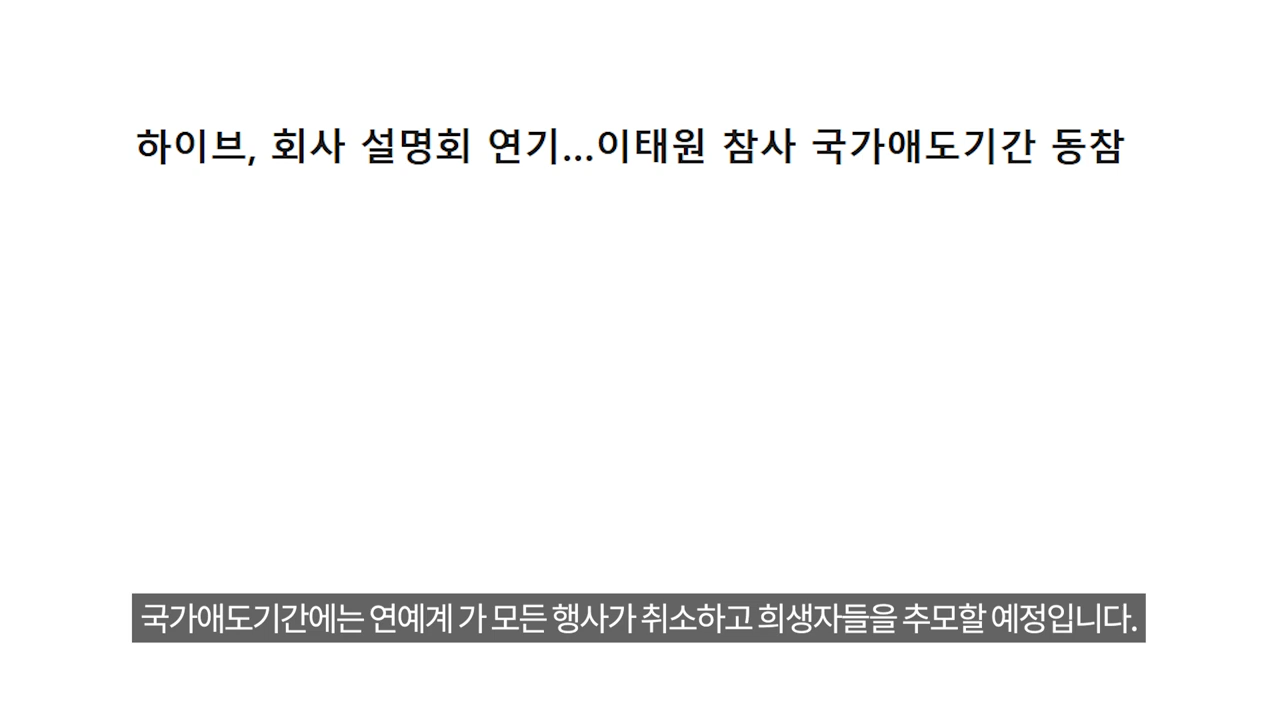 하이브, 회사 설명회 연기...이태원 참사 국가애도기간 동참
국가애도기간에는 연예계 가 모든 행사가 취소하고 희생자들을 추모할 예정입니다.